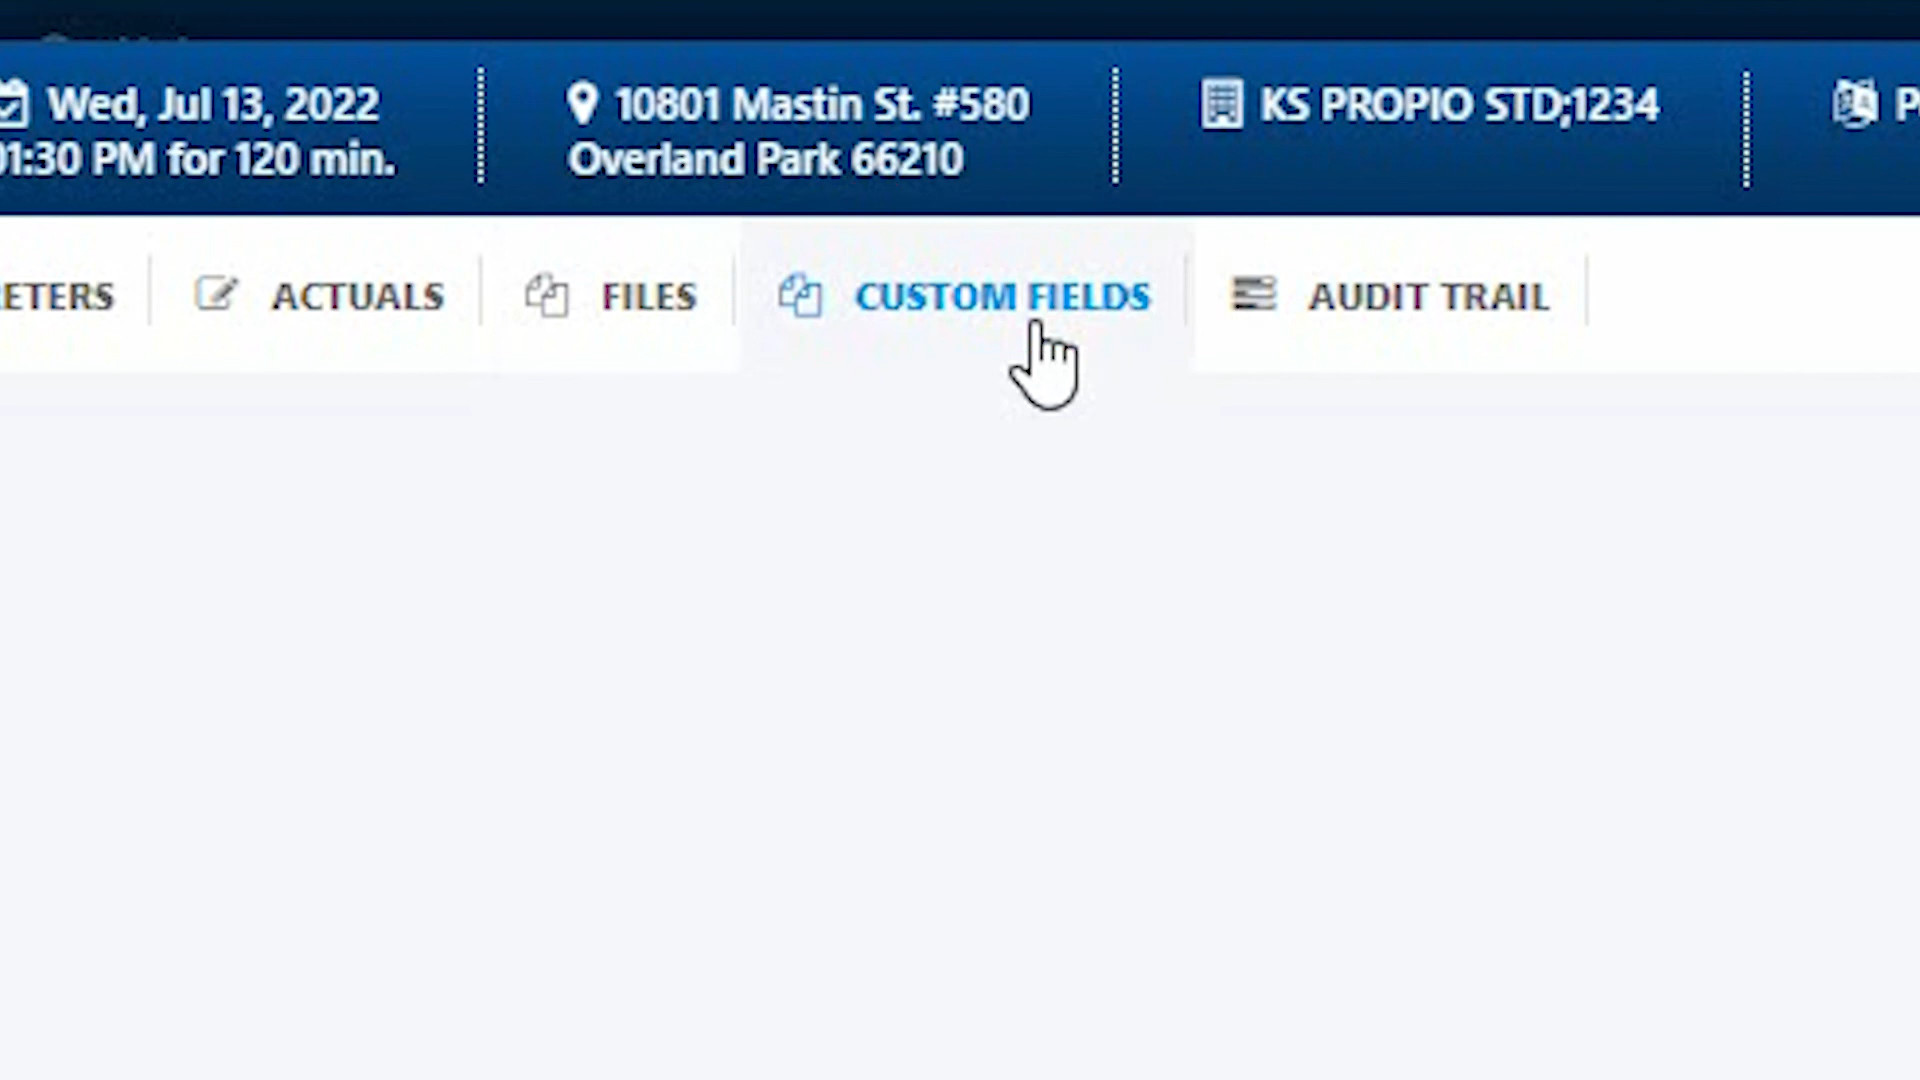 Wed, Jul 13, 2022
01:30 PM for 120 min.
10801 Mastin St. #580
Overland Park 66210
KS PROPIO STD;1234
P
ETERS
ACTUALS
FILES
CUSTOM FIELDS
AUDIT TRAIL